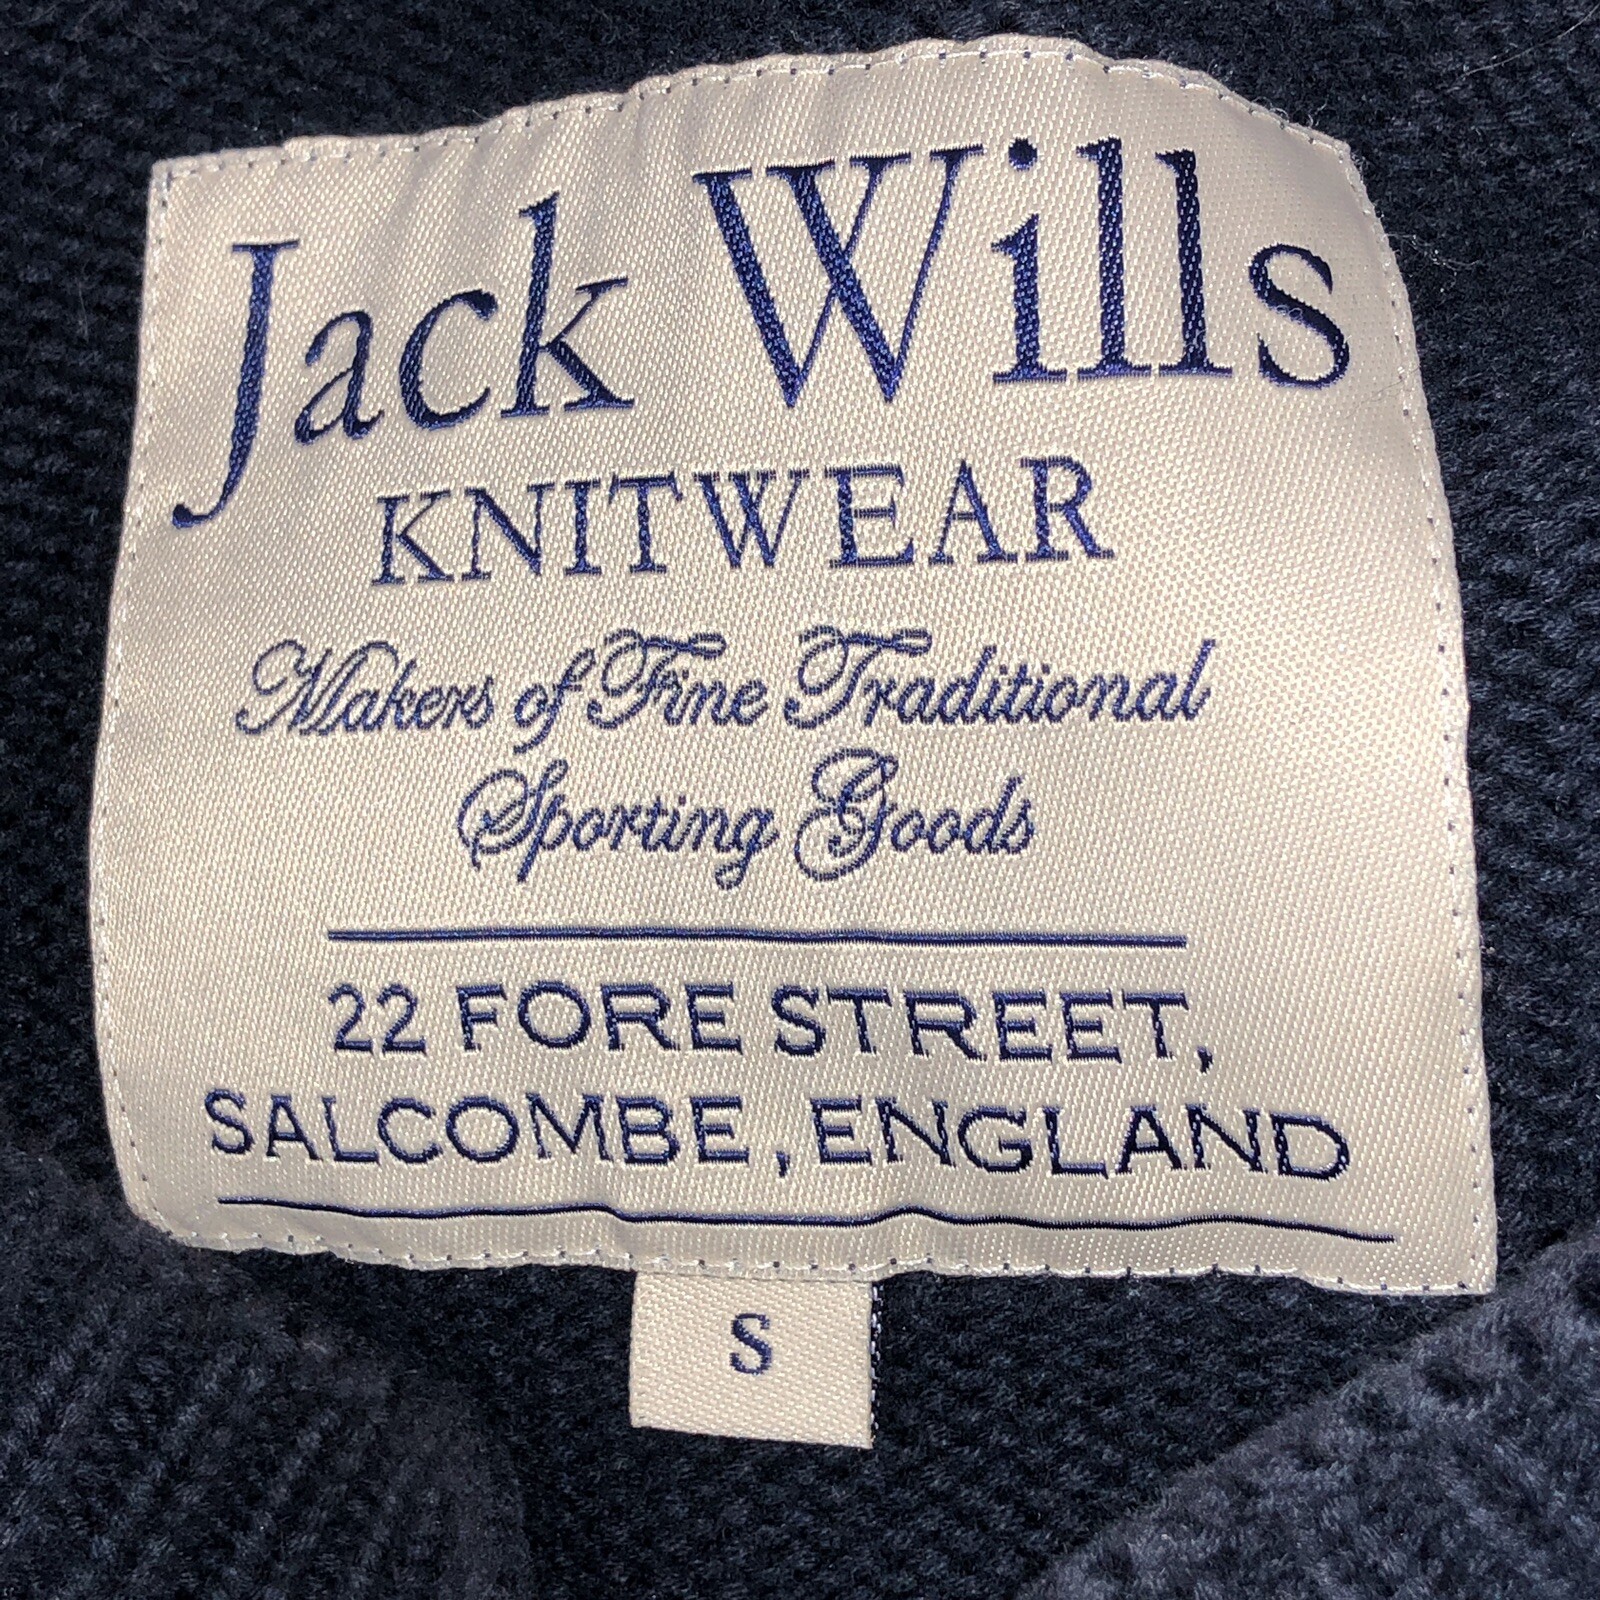 Jack Wills
KNITWEAR
Makers of Fine Traditional
Sporting Goods
22 FORE STREET,
SALCOMBE, ENGLAND
S